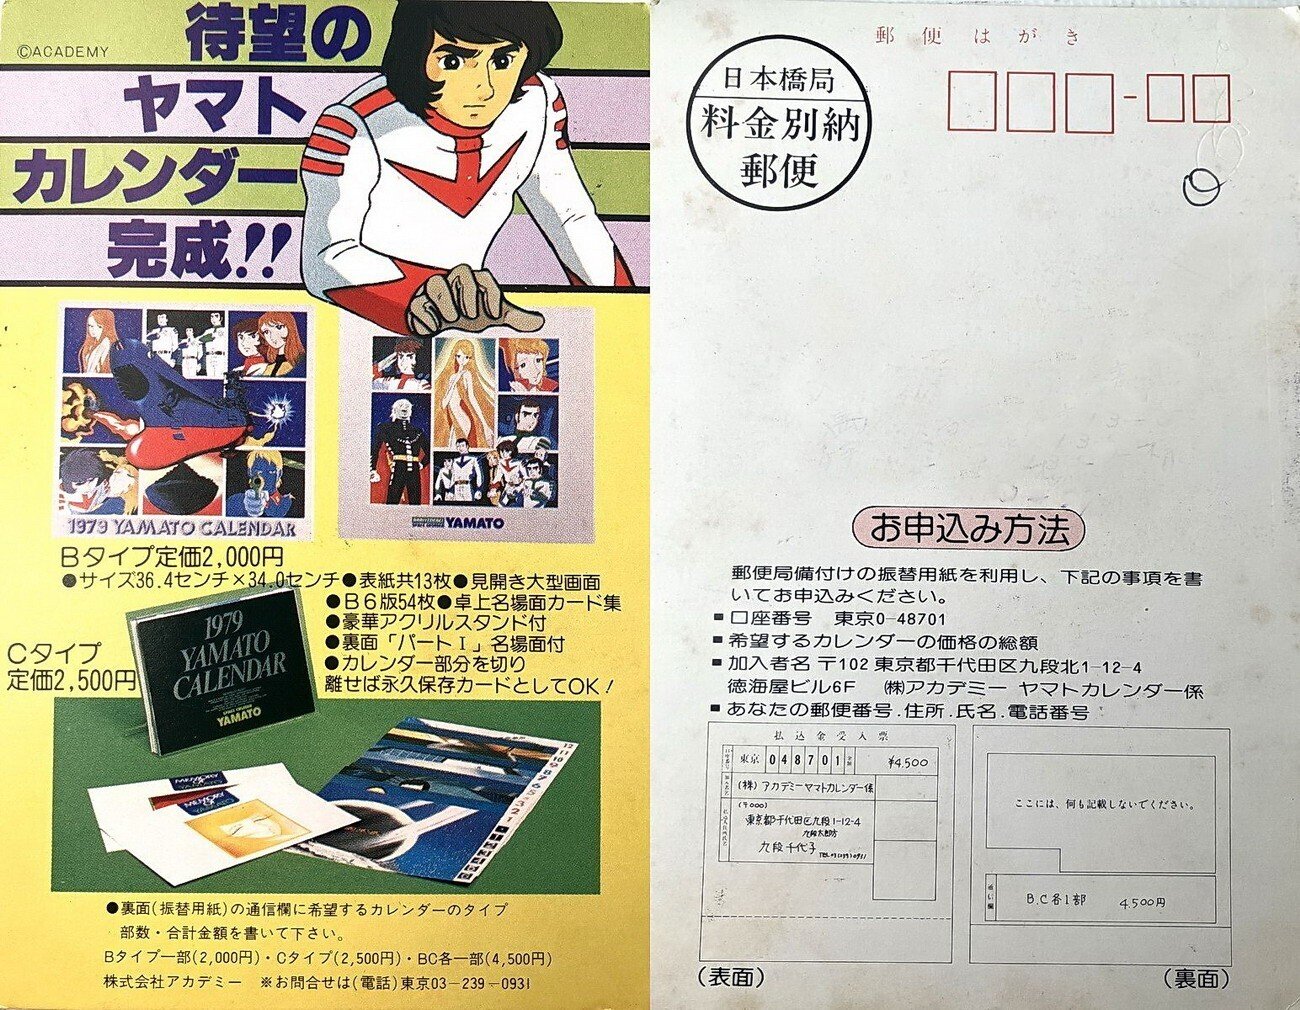 ©ACADEMY
待望の
ヤマト
カレンダー
完成!!
1979 YAMATO CALENDAR
YAMATO
Bタイプ定価2,000円
●サイズ36.4センチ×34.0センチ●表紙共13枚●見開き大型画面
●B6版54枚●卓上名場面カード集
●豪華アクリルスタンド付
●裏面「パートⅠ」名場面付
●カレンダー部分を切り
離せば永久保存カードとしてOK!
Cタイプ
定価2,500円
1979
YAMATO
CALENDAR
YAMATO
●裏面(振替用紙)の通信欄に希望するカレンダーのタイプ
部数・合計金額を書いて下さい。
Bタイプ一部(2,000円)・Cタイプ(2,500円)・BC各一部(4,500円)
株式会社アカデミー ※お問合せは(電話)東京03-239-0931
郵便はがき
日本橋局
料金別納
郵便
お申込み方法
郵便局備付けの振替用紙を利用し、下記の事項を書
いてお申込みください。
■口座番号 東京0-48701
■希望するカレンダーの価格の総額
■加入者名 〒102 東京都千代田区九段北1-12-4
徳海屋ビル6F ㈱アカデミー ヤマトカレンダー係
■あなたの郵便番号.住所.氏名.電話番号
払込金受入票
東京 048701 ¥4,500
(株)アカデミーヤマトカレンダー係
(〒000)
東京都千代田区九段1-12-4
九段太郎方
九段千代子
ここには、何も記載しないでください。
通信欄
B.C各1部 4.500円
(表面)
(裏面)